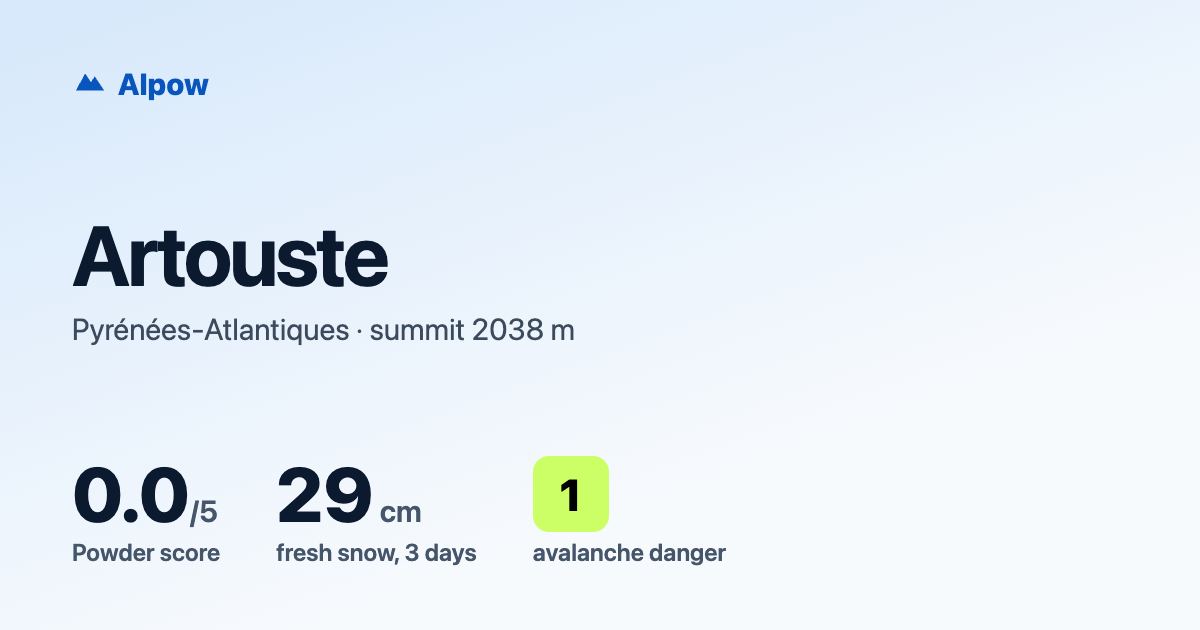 Alpow
Artouste
Pyrénées-Atlantiques · summit 2038 m
0.0/5
Powder score
29 cm
fresh snow, 3 days
1
avalanche danger